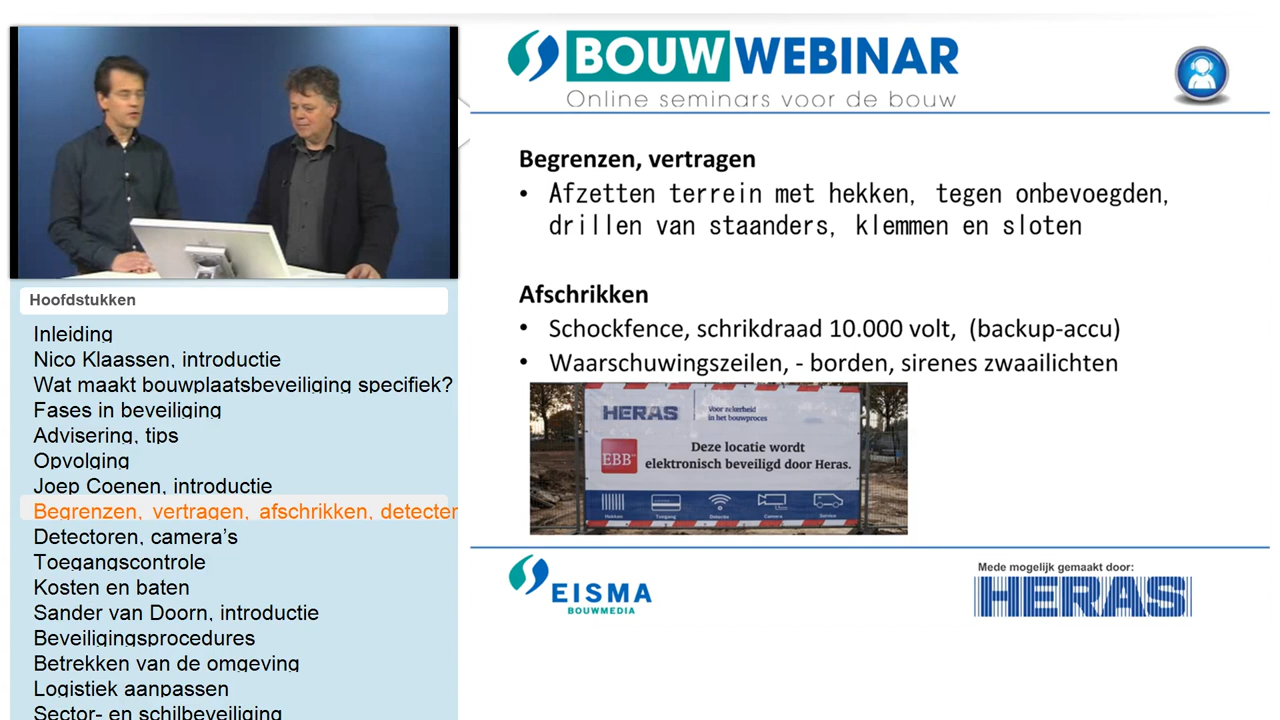 BOUWWEBINAR
Online seminars voor de bouw
Begrenzen, vertragen
• Afzetten terrein met hekken, tegen onbevoegden,
drillen van staanders, klemmen en sloten
Afschrikken
• Schockfence, schrikdraad 10.000 volt, (backup-accu)
• Waarschuwingszeilen, - borden, sirenes zwaailichten
HERAS
Voor zekerheid
in het bouwproces
EBB
Deze locatie wordt
elektronisch beveiligd door Heras.
Hekken Toegang Detectie Camera Service
EISMA
BOUWMEDIA
Mede mogelijk gemaakt door:
HERAS
Hoofdstukken
Inleiding
Nico Klaassen, introductie
Wat maakt bouwplaatsbeveiliging specifiek?
Fases in beveiliging
Advisering, tips
Opvolging
Joep Coenen, introductie
Begrenzen, vertragen, afschrikken, detecter
Detectoren, camera's
Toegangscontrole
Kosten en baten
Sander van Doorn, introductie
Beveiligingsprocedures
Betrekken van de omgeving
Logistiek aanpassen
Sector- en schilbeveiliging